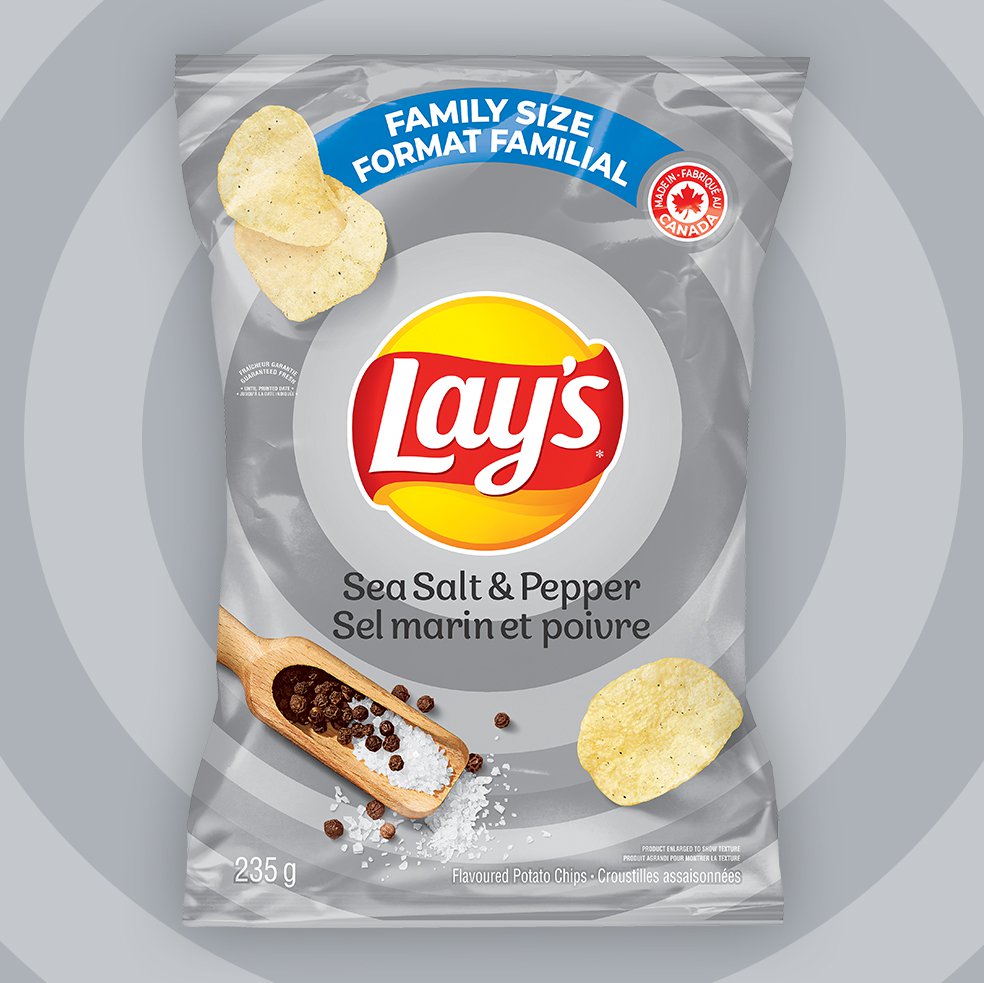 FAMILY SIZE
FORMAT FAMILIAL
MADE IN • FABRIQUÉ AU
CANADA
FRAÎCHEUR GARANTIE
GUARANTEED FRESH
• UNTIL PRINTED DATE •
• JUSQU'À LA DATE INDIQUÉE •
Lay's*
Sea Salt & Pepper
Sel marin et poivre
PRODUCT ENLARGED TO SHOW TEXTURE
PRODUIT AGRANDI POUR MONTRER LA TEXTURE
235 g
Flavoured Potato Chips • Croustilles assaisonnées